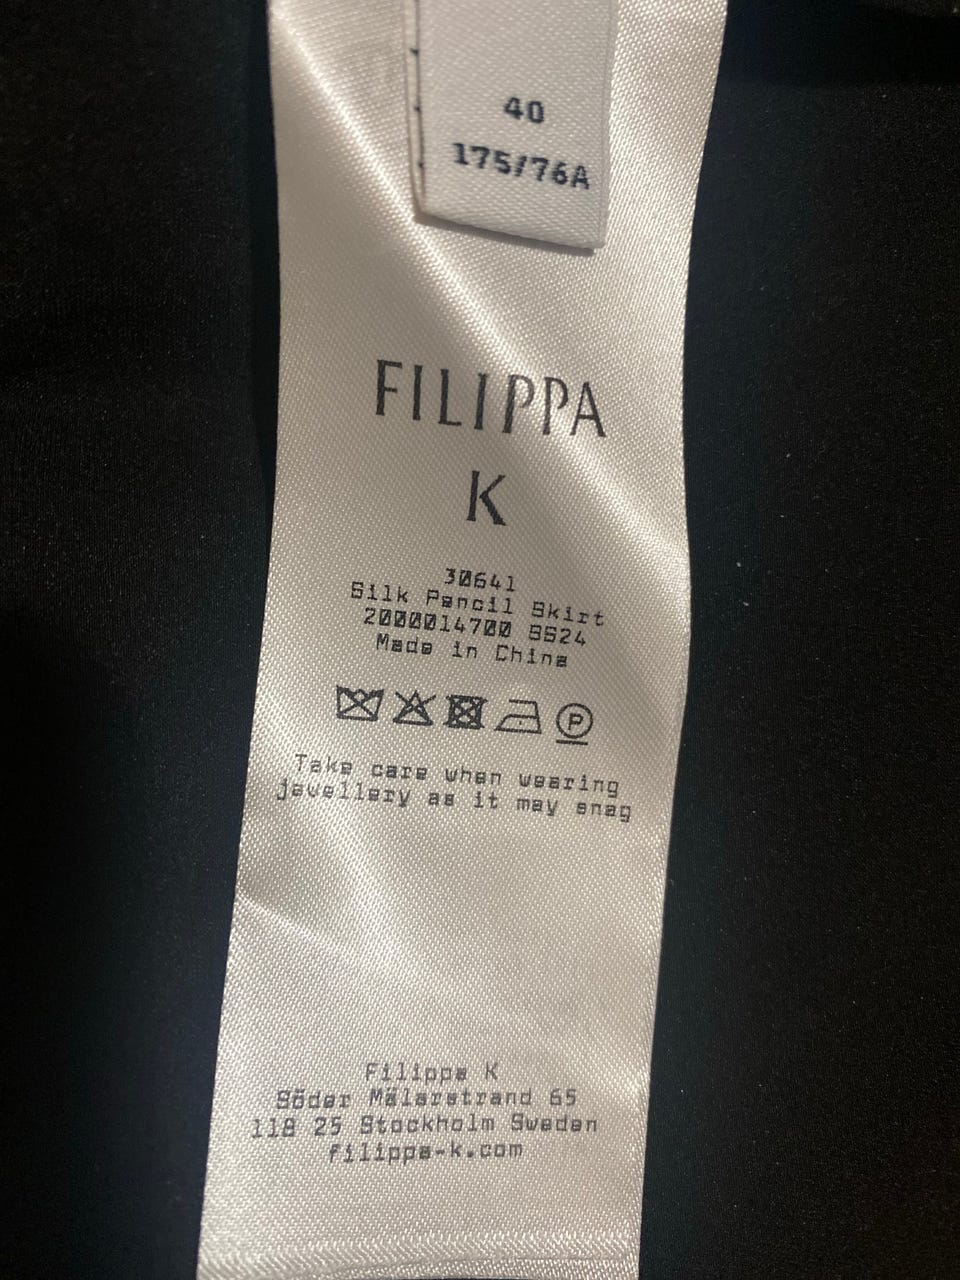 40
175/76A
FILIPPA
K
30641
Silk Pencil Skirt
2000014700 SS24
Made in China
P
Take care when wearing
jewellery as it may snag
Filippa K
Söder Mälarstrand 65
118 25 Stockholm Sweden
filippa-k.com